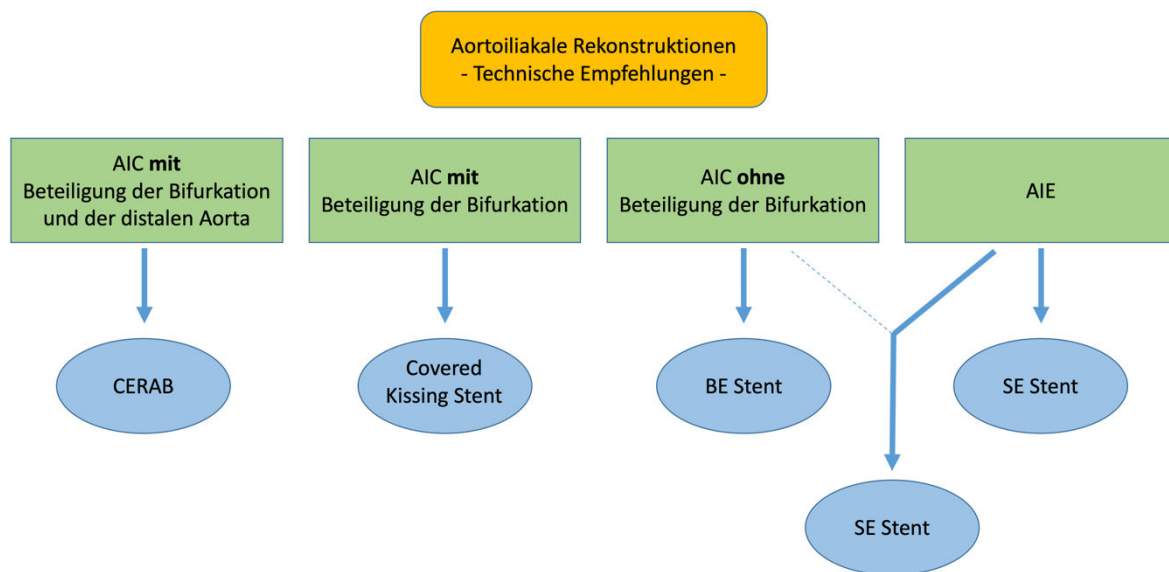 Aortoiliakale Rekonstruktionen
- Technische Empfehlungen -
AIC mit
Beteiligung der Bifurkation
und der distalen Aorta
AIC mit
Beteiligung der Bifurkation
AIC ohne
Beteiligung der Bifurkation
AIE
CERAB
Covered
Kissing Stent
BE Stent
SE Stent
SE Stent